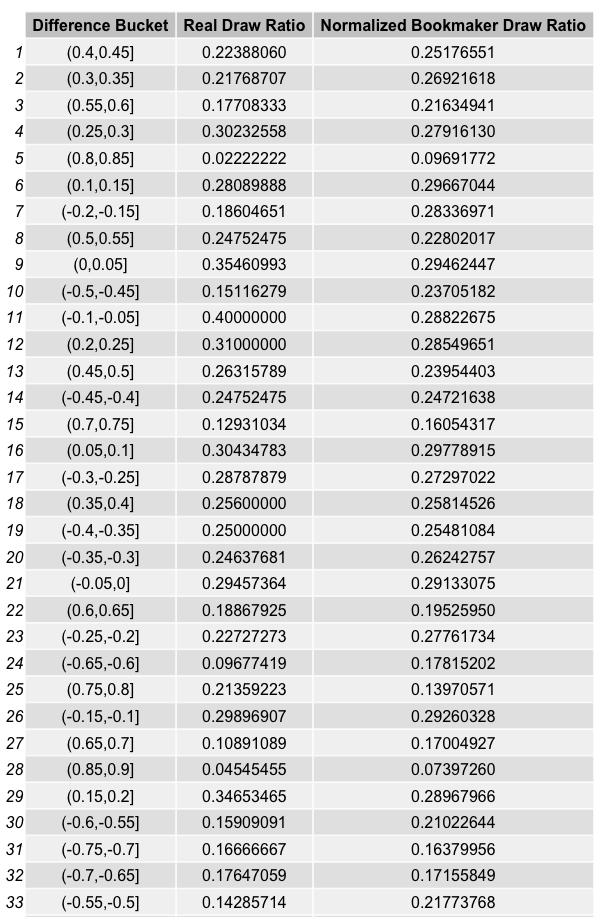 Difference Bucket Real Draw Ratio Normalized Bookmaker Draw Ratio
1 (0.4,0.45] 0.22388060 0.25176551
2 (0.3,0.35] 0.21768707 0.26921618
3 (0.55,0.6] 0.17708333 0.21634941
4 (0.25,0.3] 0.30232558 0.27916130
5 (0.8,0.85] 0.02222222 0.09691772
6 (0.1,0.15] 0.28089888 0.29667044
7 (-0.2,-0.15] 0.18604651 0.28336971
8 (0.5,0.55] 0.24752475 0.22802017
9 (0,0.05] 0.35460993 0.29462447
10 (-0.5,-0.45] 0.15116279 0.23705182
11 (-0.1,-0.05] 0.40000000 0.28822675
12 (0.2,0.25] 0.31000000 0.28549651
13 (0.45,0.5] 0.26315789 0.23954403
14 (-0.45,-0.4] 0.24752475 0.24721638
15 (0.7,0.75] 0.12931034 0.16054317
16 (0.05,0.1] 0.30434783 0.29778915
17 (-0.3,-0.25] 0.28787879 0.27297022
18 (0.35,0.4] 0.25600000 0.25814526
19 (-0.4,-0.35] 0.25000000 0.25481084
20 (-0.35,-0.3] 0.24637681 0.26242757
21 (-0.05,0] 0.29457364 0.29133075
22 (0.6,0.65] 0.18867925 0.19525950
23 (-0.25,-0.2] 0.22727273 0.27761734
24 (-0.65,-0.6] 0.09677419 0.17815202
25 (0.75,0.8] 0.21359223 0.13970571
26 (-0.15,-0.1] 0.29896907 0.29260328
27 (0.65,0.7] 0.10891089 0.17004927
28 (0.85,0.9] 0.04545455 0.07397260
29 (0.15,0.2] 0.34653465 0.28967966
30 (-0.6,-0.55] 0.15909091 0.21022644
31 (-0.75,-0.7] 0.16666667 0.16379956
32 (-0.7,-0.65] 0.17647059 0.17155849
33 (-0.55,-0.5] 0.14285714 0.21773768